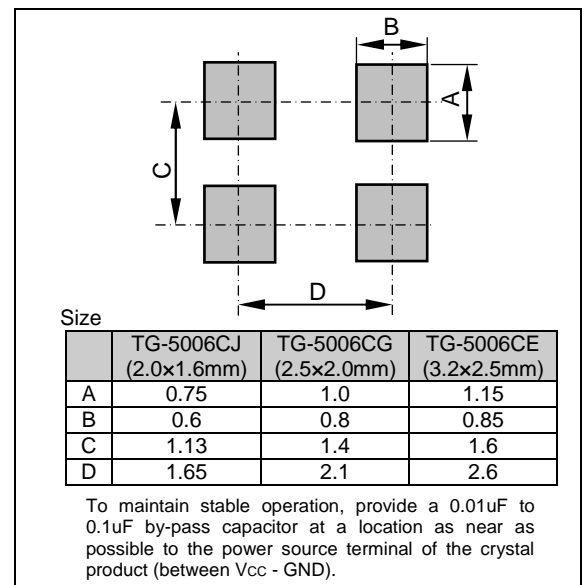 B
A
C
D
Size
TG-5006CJ TG-5006CG TG-5006CE
(2.0×1.6mm) (2.5×2.0mm) (3.2×2.5mm)
A 0.75 1.0 1.15
B 0.6 0.8 0.85
C 1.13 1.4 1.6
D 1.65 2.1 2.6
To maintain stable operation, provide a 0.01uF to
0.1uF by-pass capacitor at a location as near as
possible to the power source terminal of the crystal
product (between Vcc - GND).